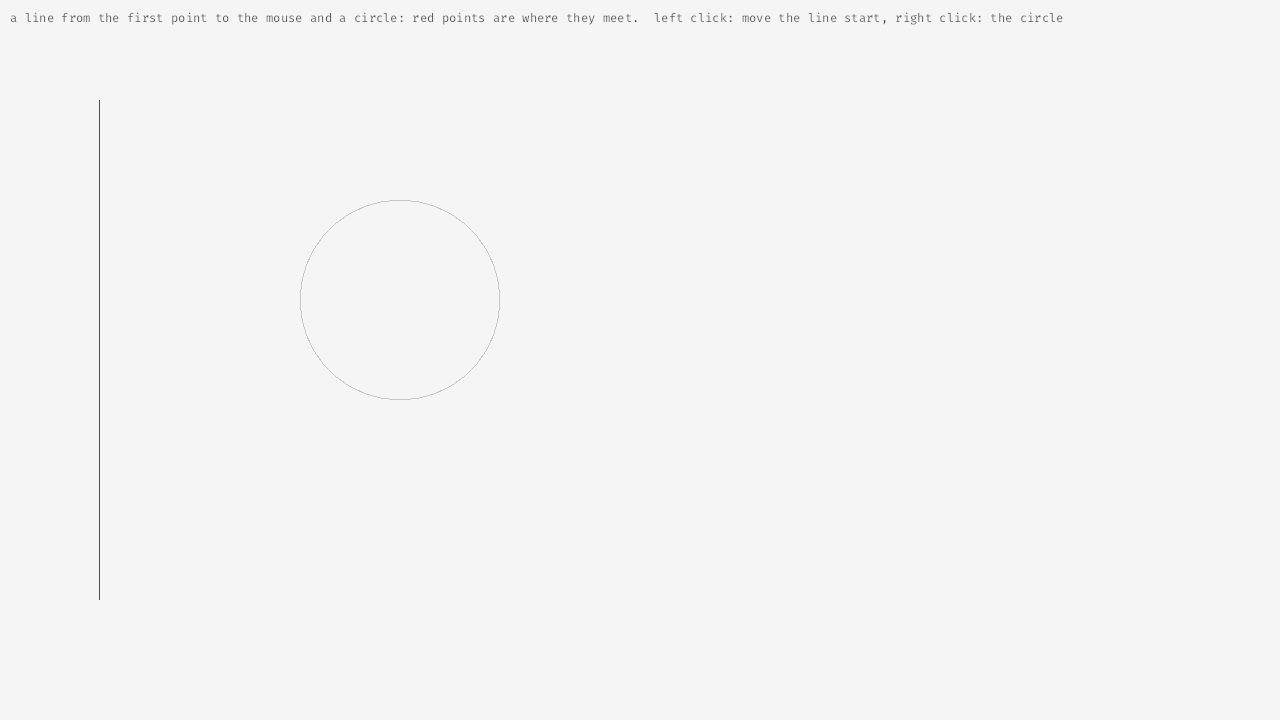 a line from the first point to the mouse and a circle: red points are where they meet.  left click: move the line start, right click: the circle